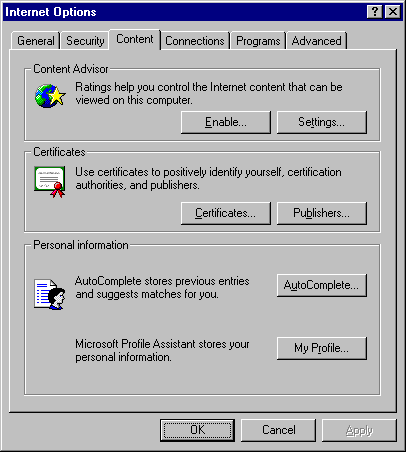 Internet Options
General Security Content Connections Programs Advanced
Content Advisor
Ratings help you control the Internet content that can be
viewed on this computer.
Enable... Settings...
Certificates
Use certificates to positively identify yourself, certification
authorities, and publishers.
Certificates... Publishers...
Personal information
AutoComplete stores previous entries
and suggests matches for you.
AutoComplete...
Microsoft Profile Assistant stores your
personal information.
My Profile...
OK Cancel Apply